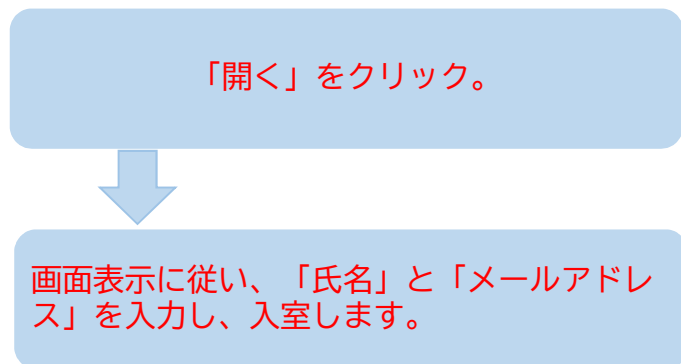 「開く」をクリック。
画面表示に従い、「氏名」と「メールアドレ
ス」を入力し、入室します。